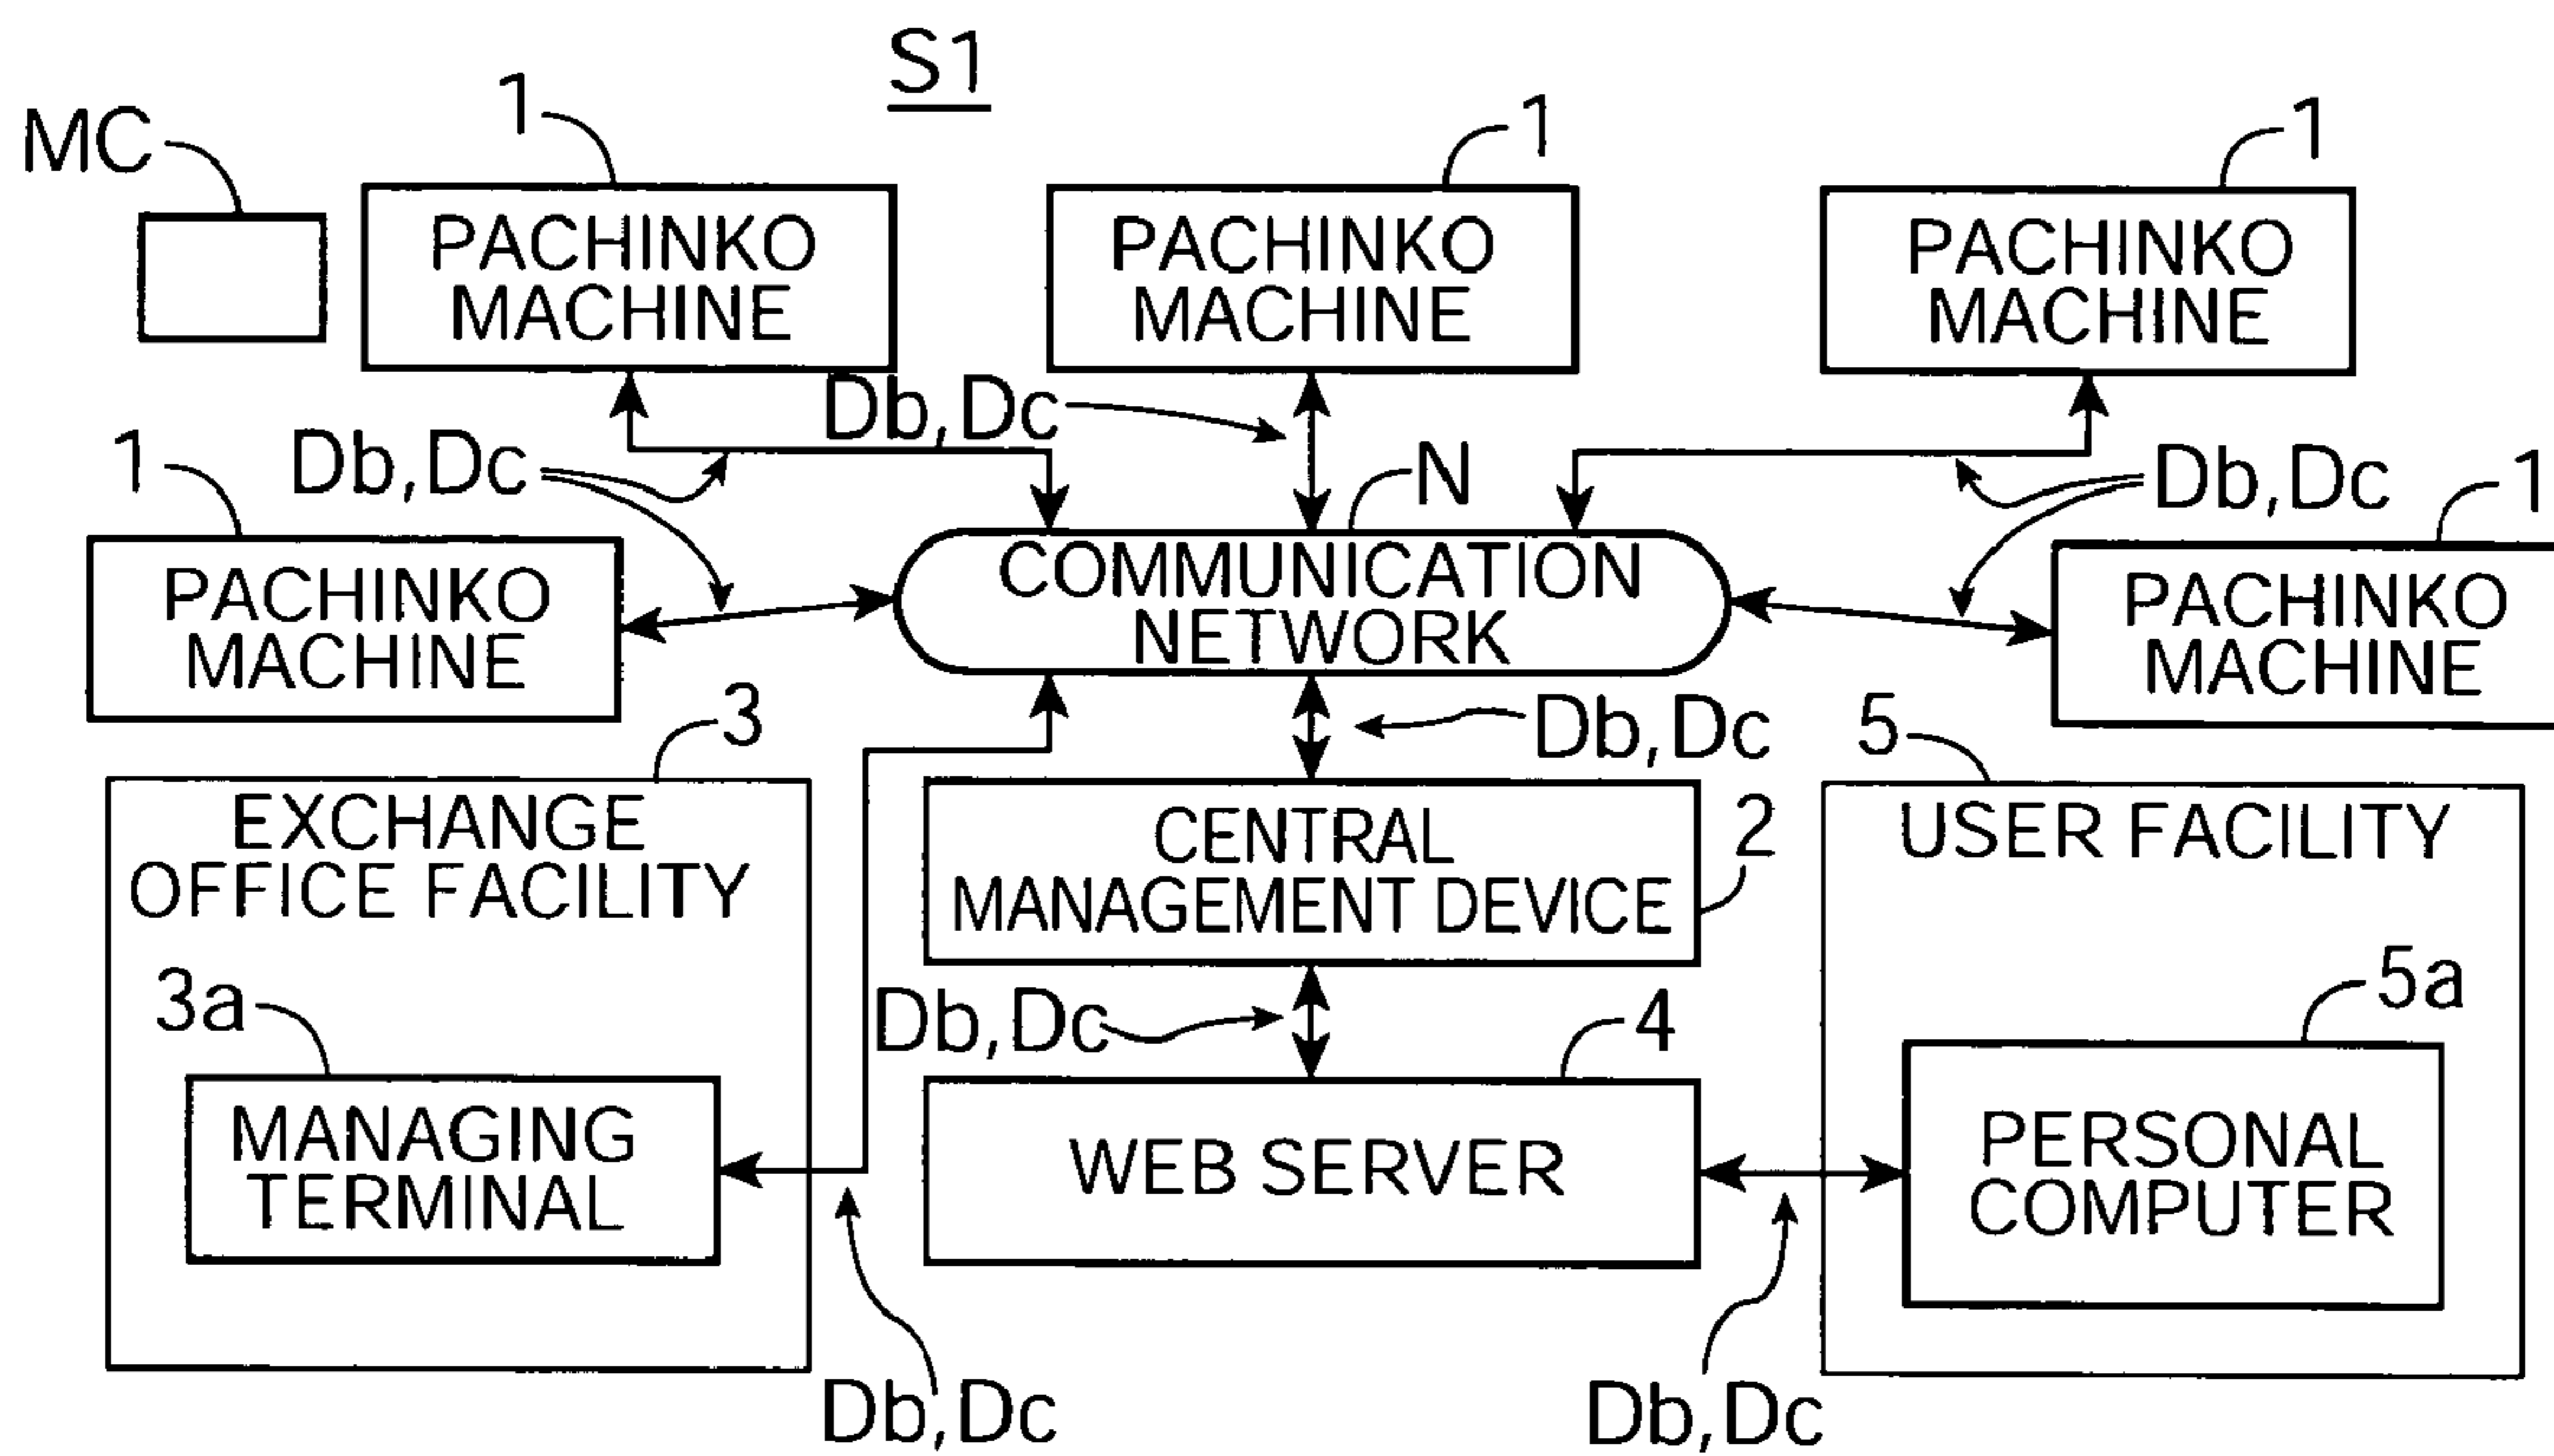 S1
MC
1
1
1
PACHINKO
MACHINE
PACHINKO
MACHINE
PACHINKO
MACHINE
Db,Dc
1
Db,Dc
N
Db,Dc
1
PACHINKO
MACHINE
COMMUNICATION
NETWORK
PACHINKO
MACHINE
3
Db,Dc
5
EXCHANGE
OFFICE FACILITY
CENTRAL
MANAGEMENT DEVICE
2
USER FACILITY
3a
Db,Dc
4
5a
MANAGING
TERMINAL
WEB SERVER
PERSONAL
COMPUTER
Db,Dc
Db,Dc